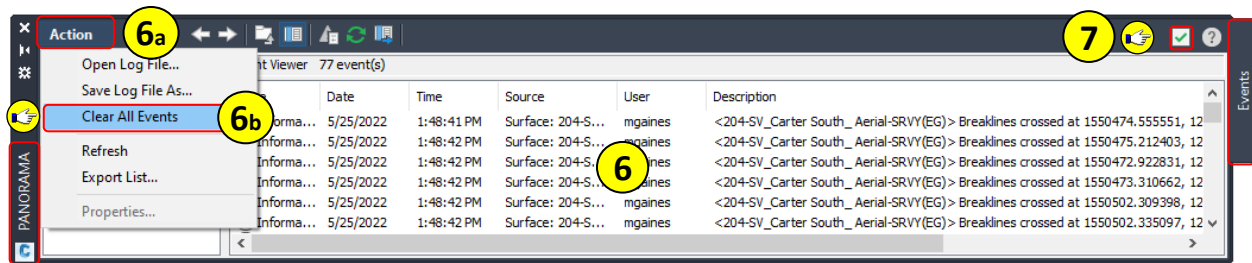 Action 6a 7
Open Log File...
nt Viewer 77 event(s)
Save Log File As...
Date Time Source User Description
Clear All Events 6b
Informa... 5/25/2022 1:48:41 PM Surface: 204-S... mgaines <204-SV_Carter South_ Aerial-SRVY(EG)> Breaklines crossed at 1550474.555551, 12
Informa... 5/25/2022 1:48:42 PM Surface: 204-S... <204-SV_Carter South_ Aerial-SRVY(EG)> Breaklines crossed at 1550475.212403, 12
Refresh
Informa... 5/25/2022 1:48:42 PM Surface: 204-S... 6 <204-SV_Carter South_ Aerial-SRVY(EG)> Breaklines crossed at 1550472.922831, 12
Export List...
Informa... 5/25/2022 1:48:42 PM Surface: 204-S... mgaines <204-SV_Carter South_ Aerial-SRVY(EG)> Breaklines crossed at 1550473.310662, 12
Informa... 5/25/2022 1:48:42 PM Surface: 204-S... mgaines <204-SV_Carter South_ Aerial-SRVY(EG)> Breaklines crossed at 1550502.309398, 12
Properties...
Informa... 5/25/2022 1:48:42 PM Surface: 204-S... mgaines <204-SV_Carter South_ Aerial-SRVY(EG)> Breaklines crossed at 1550502.335097, 12
PANORAMA
C
Events